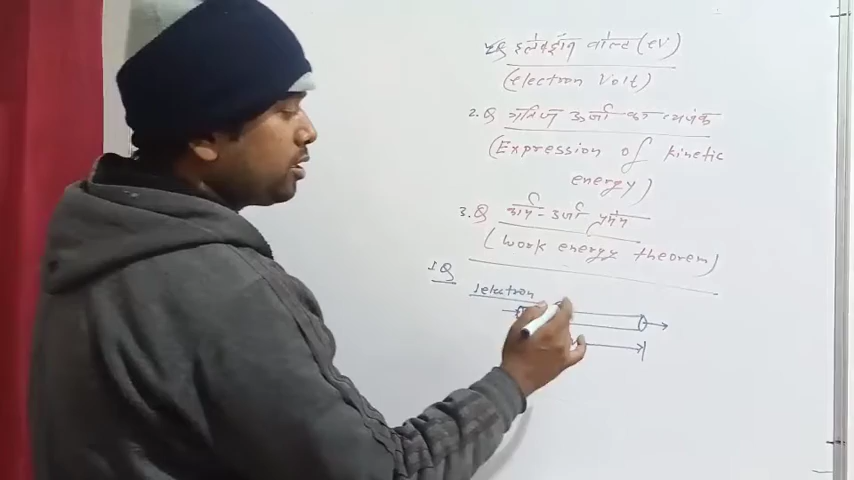 1.Q इलेक्ट्रॉन वोल्ट (eV)
(electron Volt)
2.Q गतिज ऊर्जा का व्यंजक
(Expression of kinetic
energy)
3.Q कार्य-ऊर्जा प्रमेय
(work energy theorem)
1Q
1electron